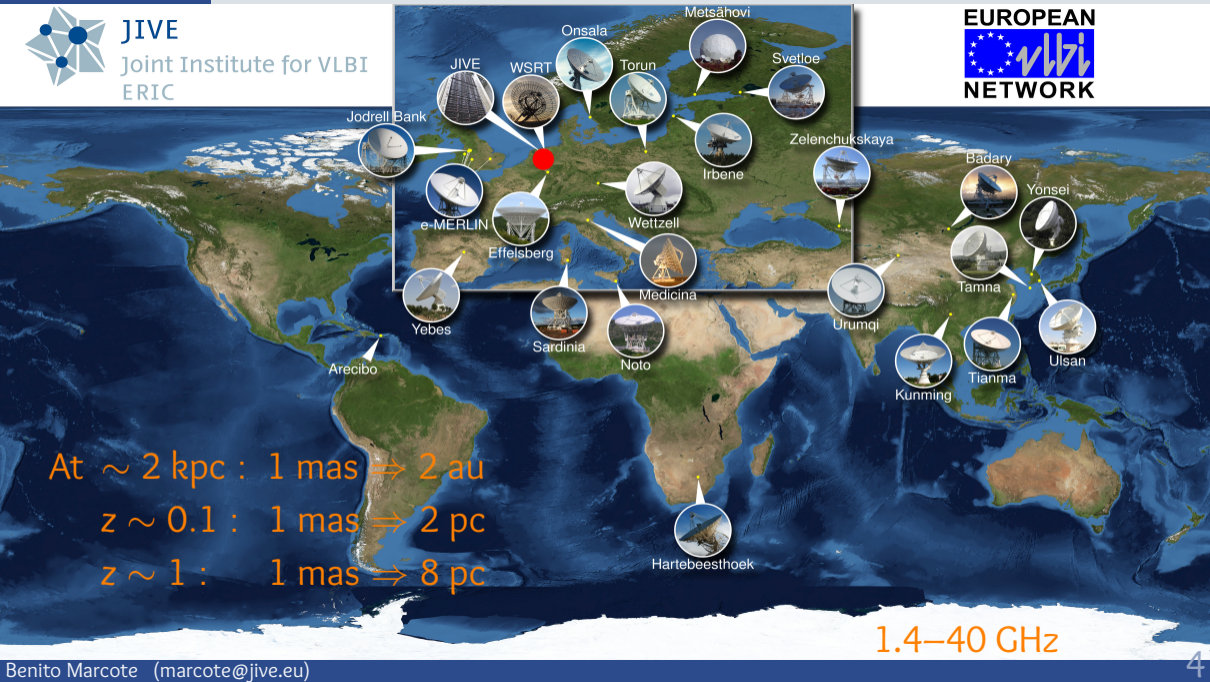 JIVE
Joint Institute for VLBI
ERIC
EUROPEAN
vlbi
NETWORK
Metsähovi
Onsala
JIVE
WSRT
Torun
Svetloe
Jodrell Bank
Zelenchukskaya
Irbene
Badary
Yonsei
e-MERLIN
Wettzell
Effelsberg
Tamna
Medicina
Yebes
Urumqi
Sardinia
Noto
Ulsan
Arecibo
Tianma
Kunming
At ∼ 2 kpc : 1 mas ⇒ 2 au
z ∼ 0.1 : 1 mas ⇒ 2 pc
z ∼ 1 : 1 mas ⇒ 8 pc
Hartebeesthoek
1.4–40 GHz
Benito Marcote (marcote@jive.eu)
4